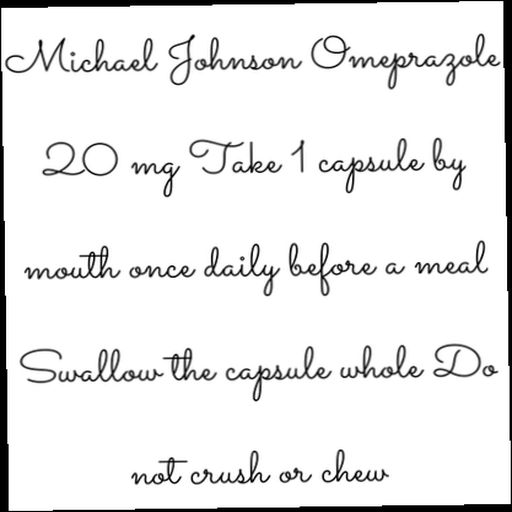 Michael Johnson Omeprazole
20 mg Take 1 capsule by
mouth once daily before a meal
Swallow the capsule whole Do
not crush or chew